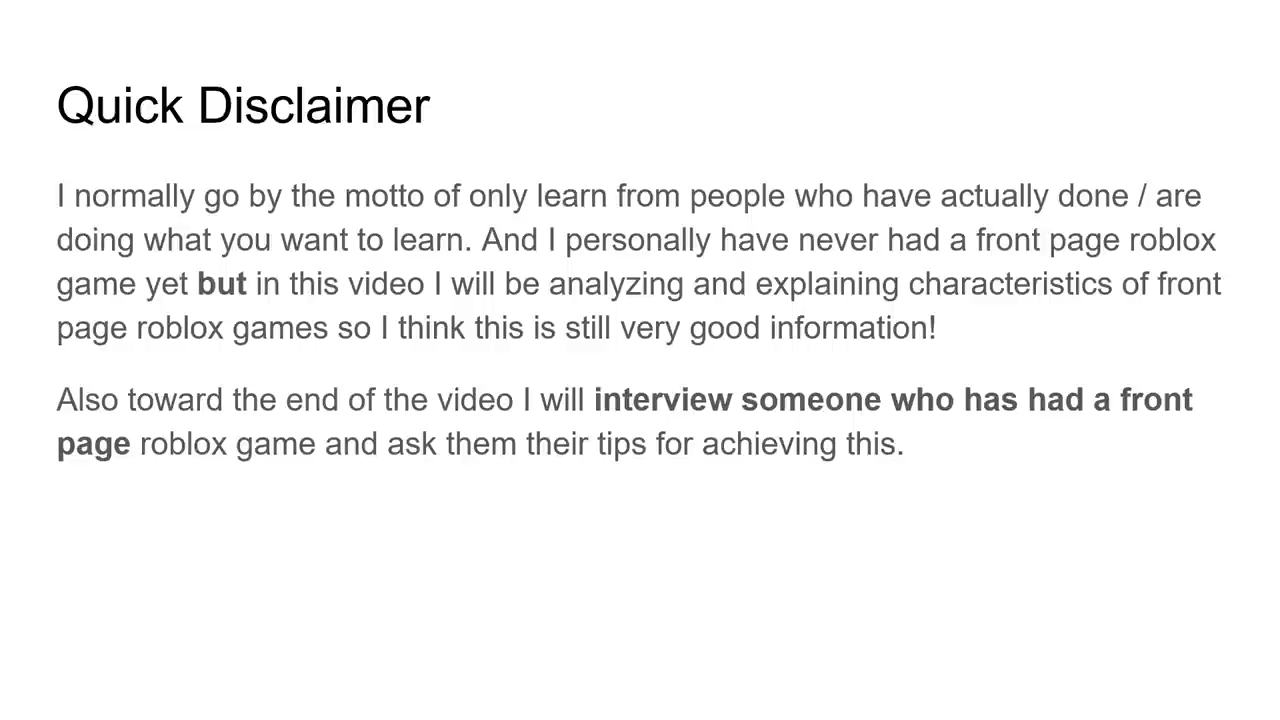 Quick Disclaimer
I normally go by the motto of only learn from people who have actually done / are
doing what you want to learn. And I personally have never had a front page roblox
game yet but in this video I will be analyzing and explaining characteristics of front
page roblox games so I think this is still very good information!
Also toward the end of the video I will interview someone who has had a front
page roblox game and ask them their tips for achieving this.